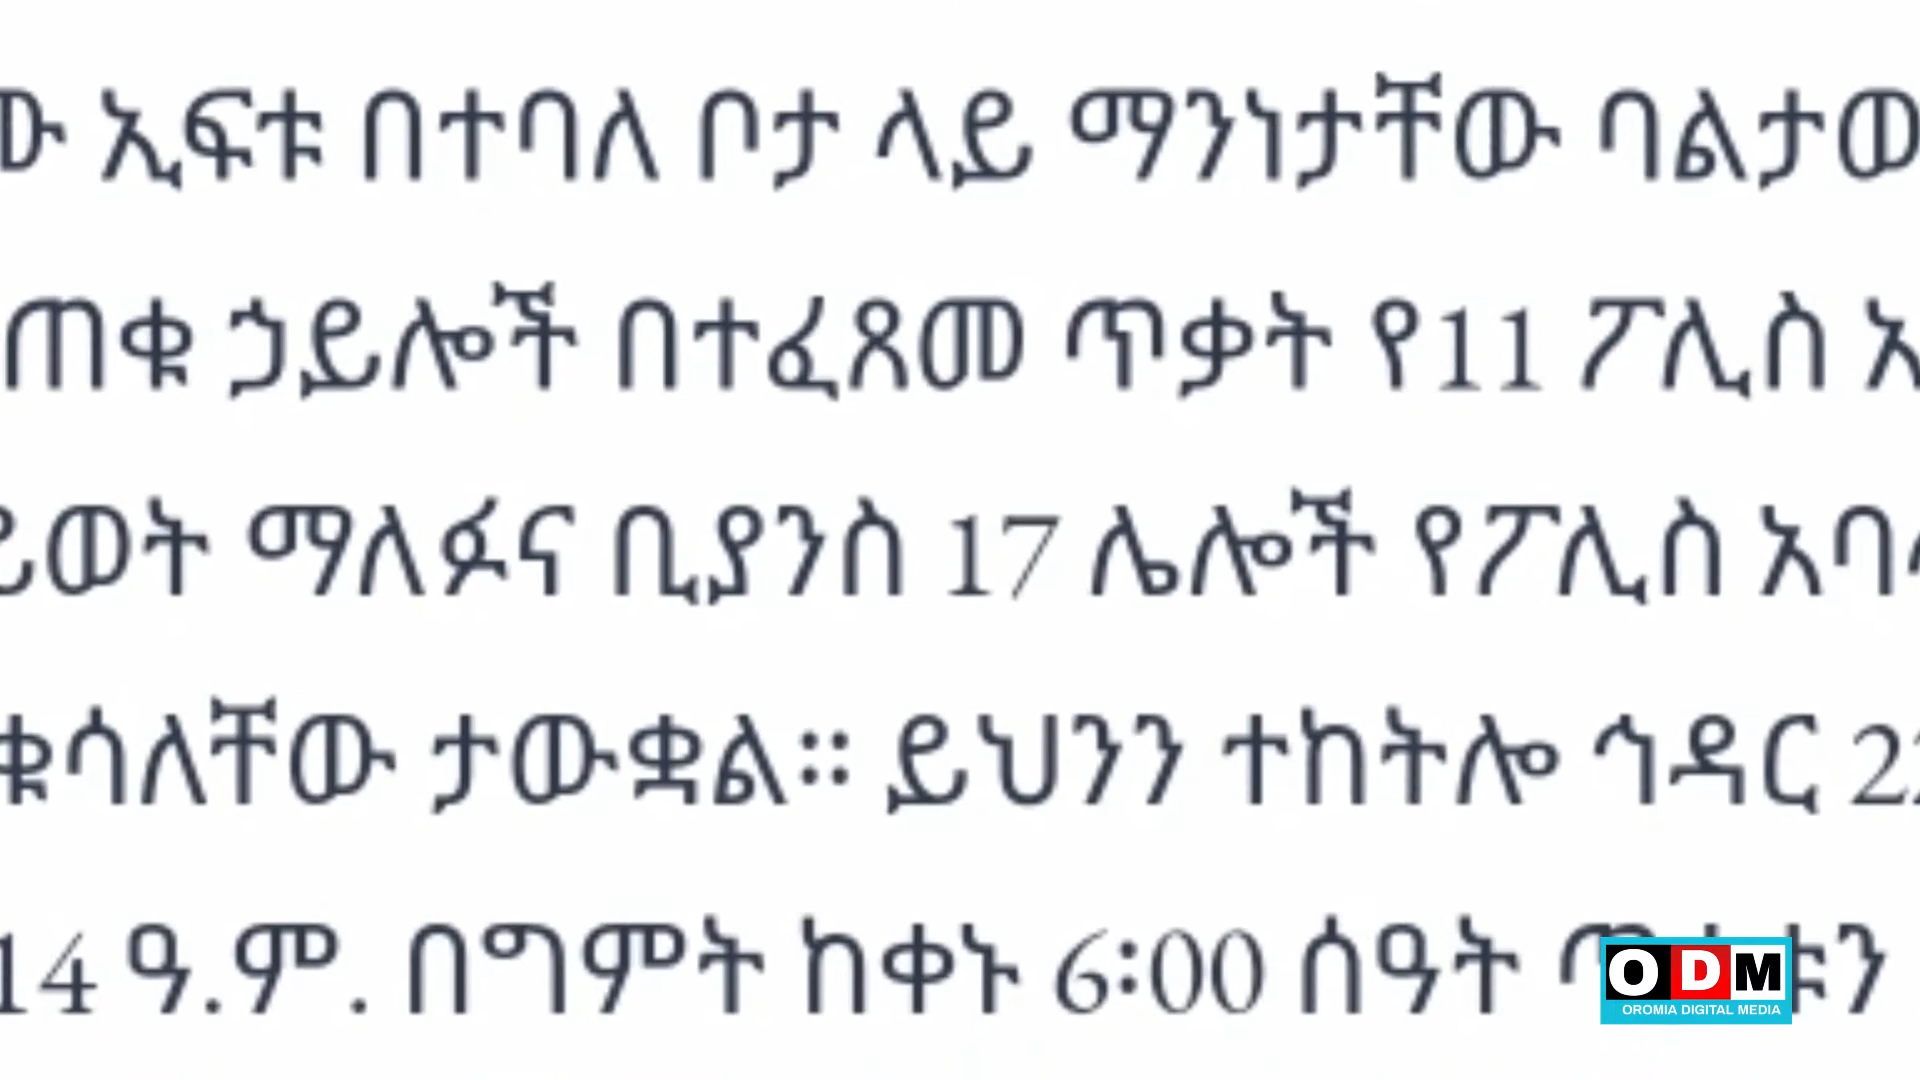 ው ኢፍቱ በተባለ ቦታ ላይ ማንነታቸው ባልታወ
ጠቁ ኃይሎች በተፈጸመ ጥቃት የ11 ፖሊስ አ
ይወት ማለፉና ቢያንስ 17 ሌሎች የፖሊስ አባ
ቁሳለቸው ታውቋል። ይህንን ተከትሎ ኅዳር 22
14 ዓ.ም. በግምት ከቀኑ 6፡00 ሰዓት
ODM
OROMIA DIGITAL MEDIA